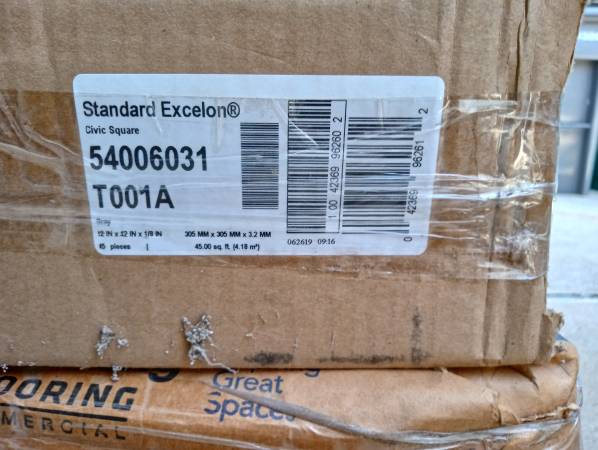 Standard Excelon®
Civic Square
54006031
T001A
Gray
12 IN x 12 IN x 1/8 IN 305 MM x 305 MM x 3.2 MM
45 pieces 45.00 sq. ft. (4.18 m²)
1 00 42369 96260 2
0 42369 96261 2
062619 09:16
Great
Spaces
OORING
MERCIAL